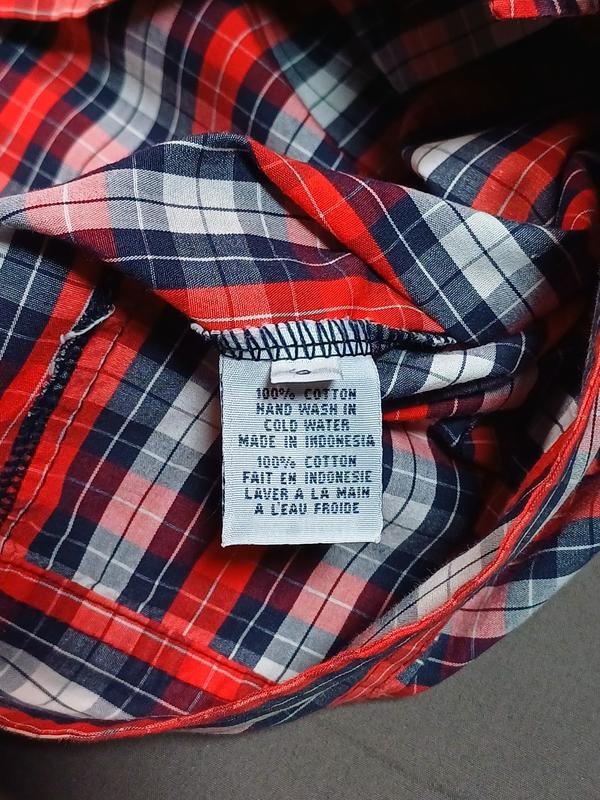 100% COTTON
HAND WASH IN
COLD WATER
MADE IN INDONESIA
100% COTTON
FAIT EN INDONESIE
LAVER A LA MAIN
A L'EAU FROIDE